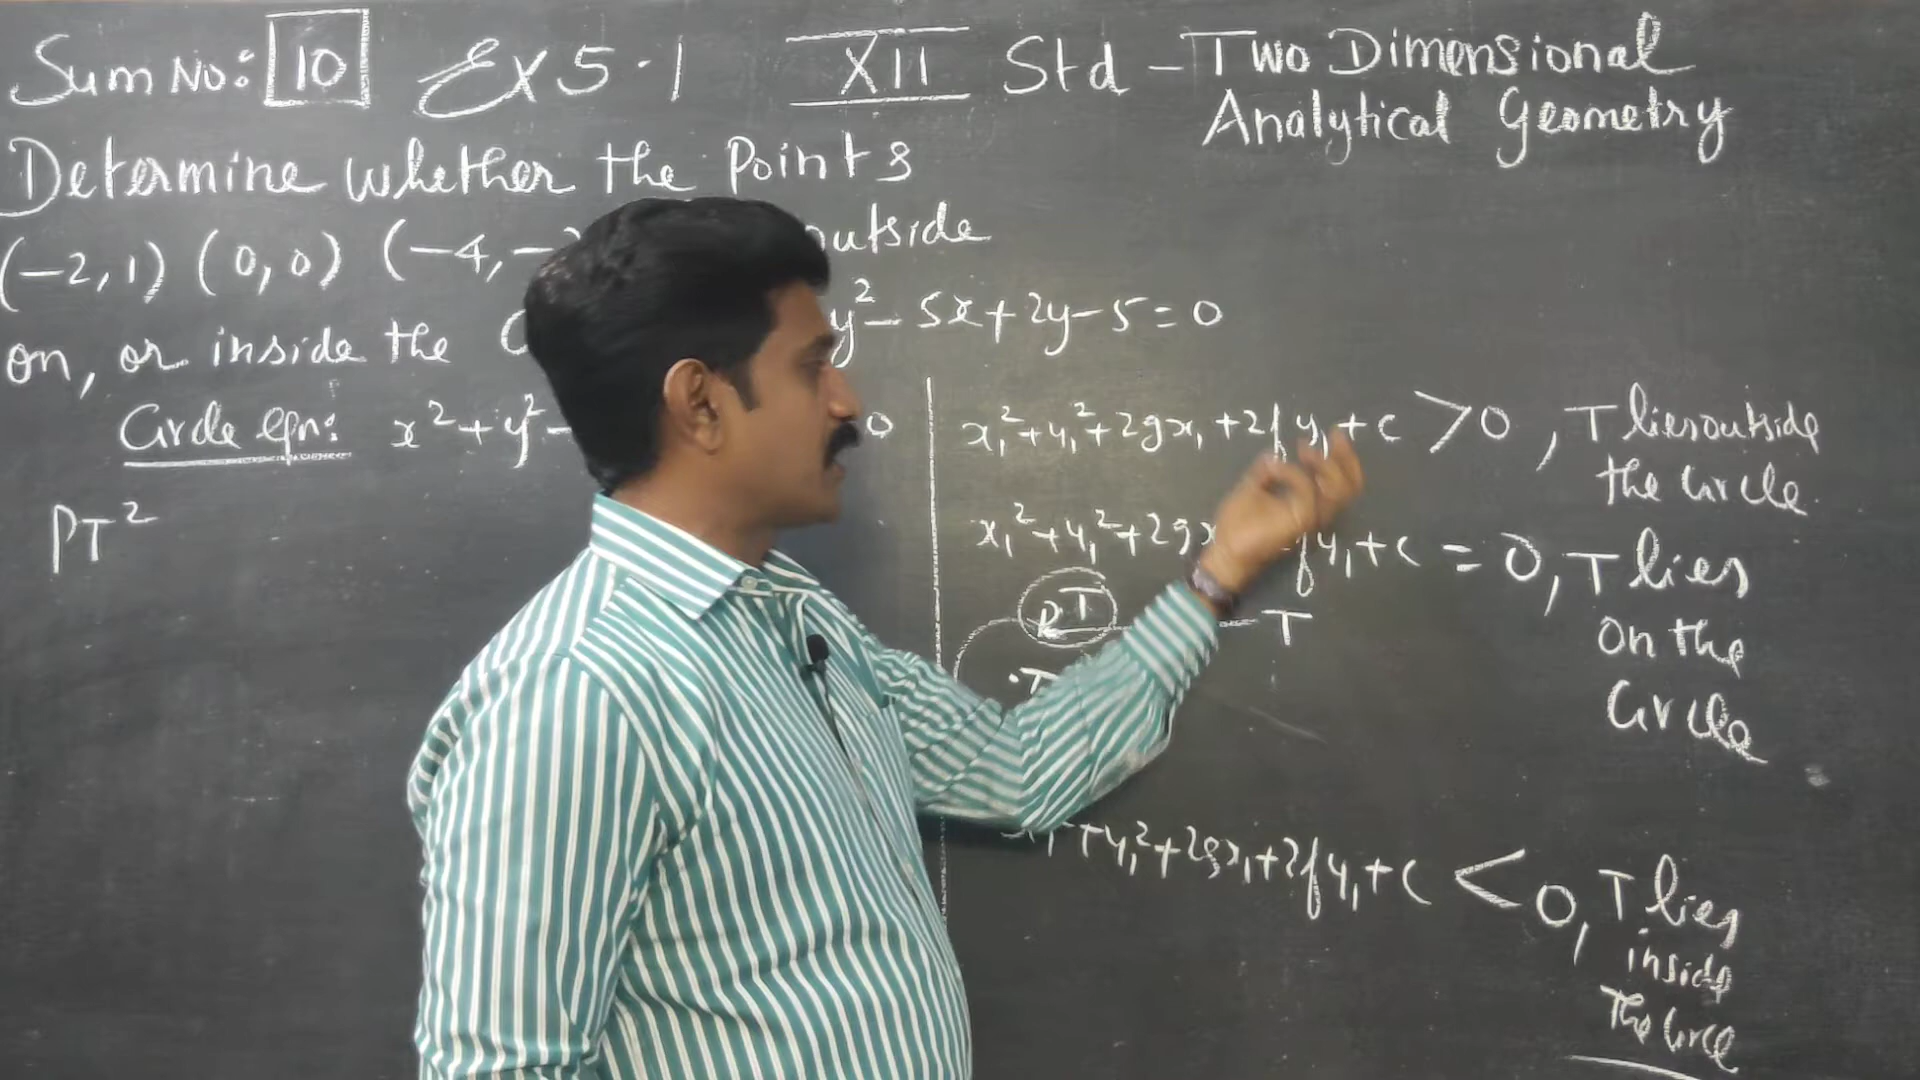 Sum No: 10 Ex 5.1 XII Std - Two Dimensional
Analytical Geometry
Determine whether the points
(-2,1) (0,0) (-4,- outside
on, or inside the C y² - 5x + 2y - 5 = 0
Circle Eqn: x² + y² - 0
PT²
x₁² + y₁² + 2gx₁ + 2fy₁ + c > 0, T lies outside
the Circle.
x₁² + y₁² + 2gx fy₁ + c = 0, T lies
on the
Circle
PT
T
.T
+ y₁² + 2gx₁ + 2fy₁ + c < 0, T lies
inside
the Circle